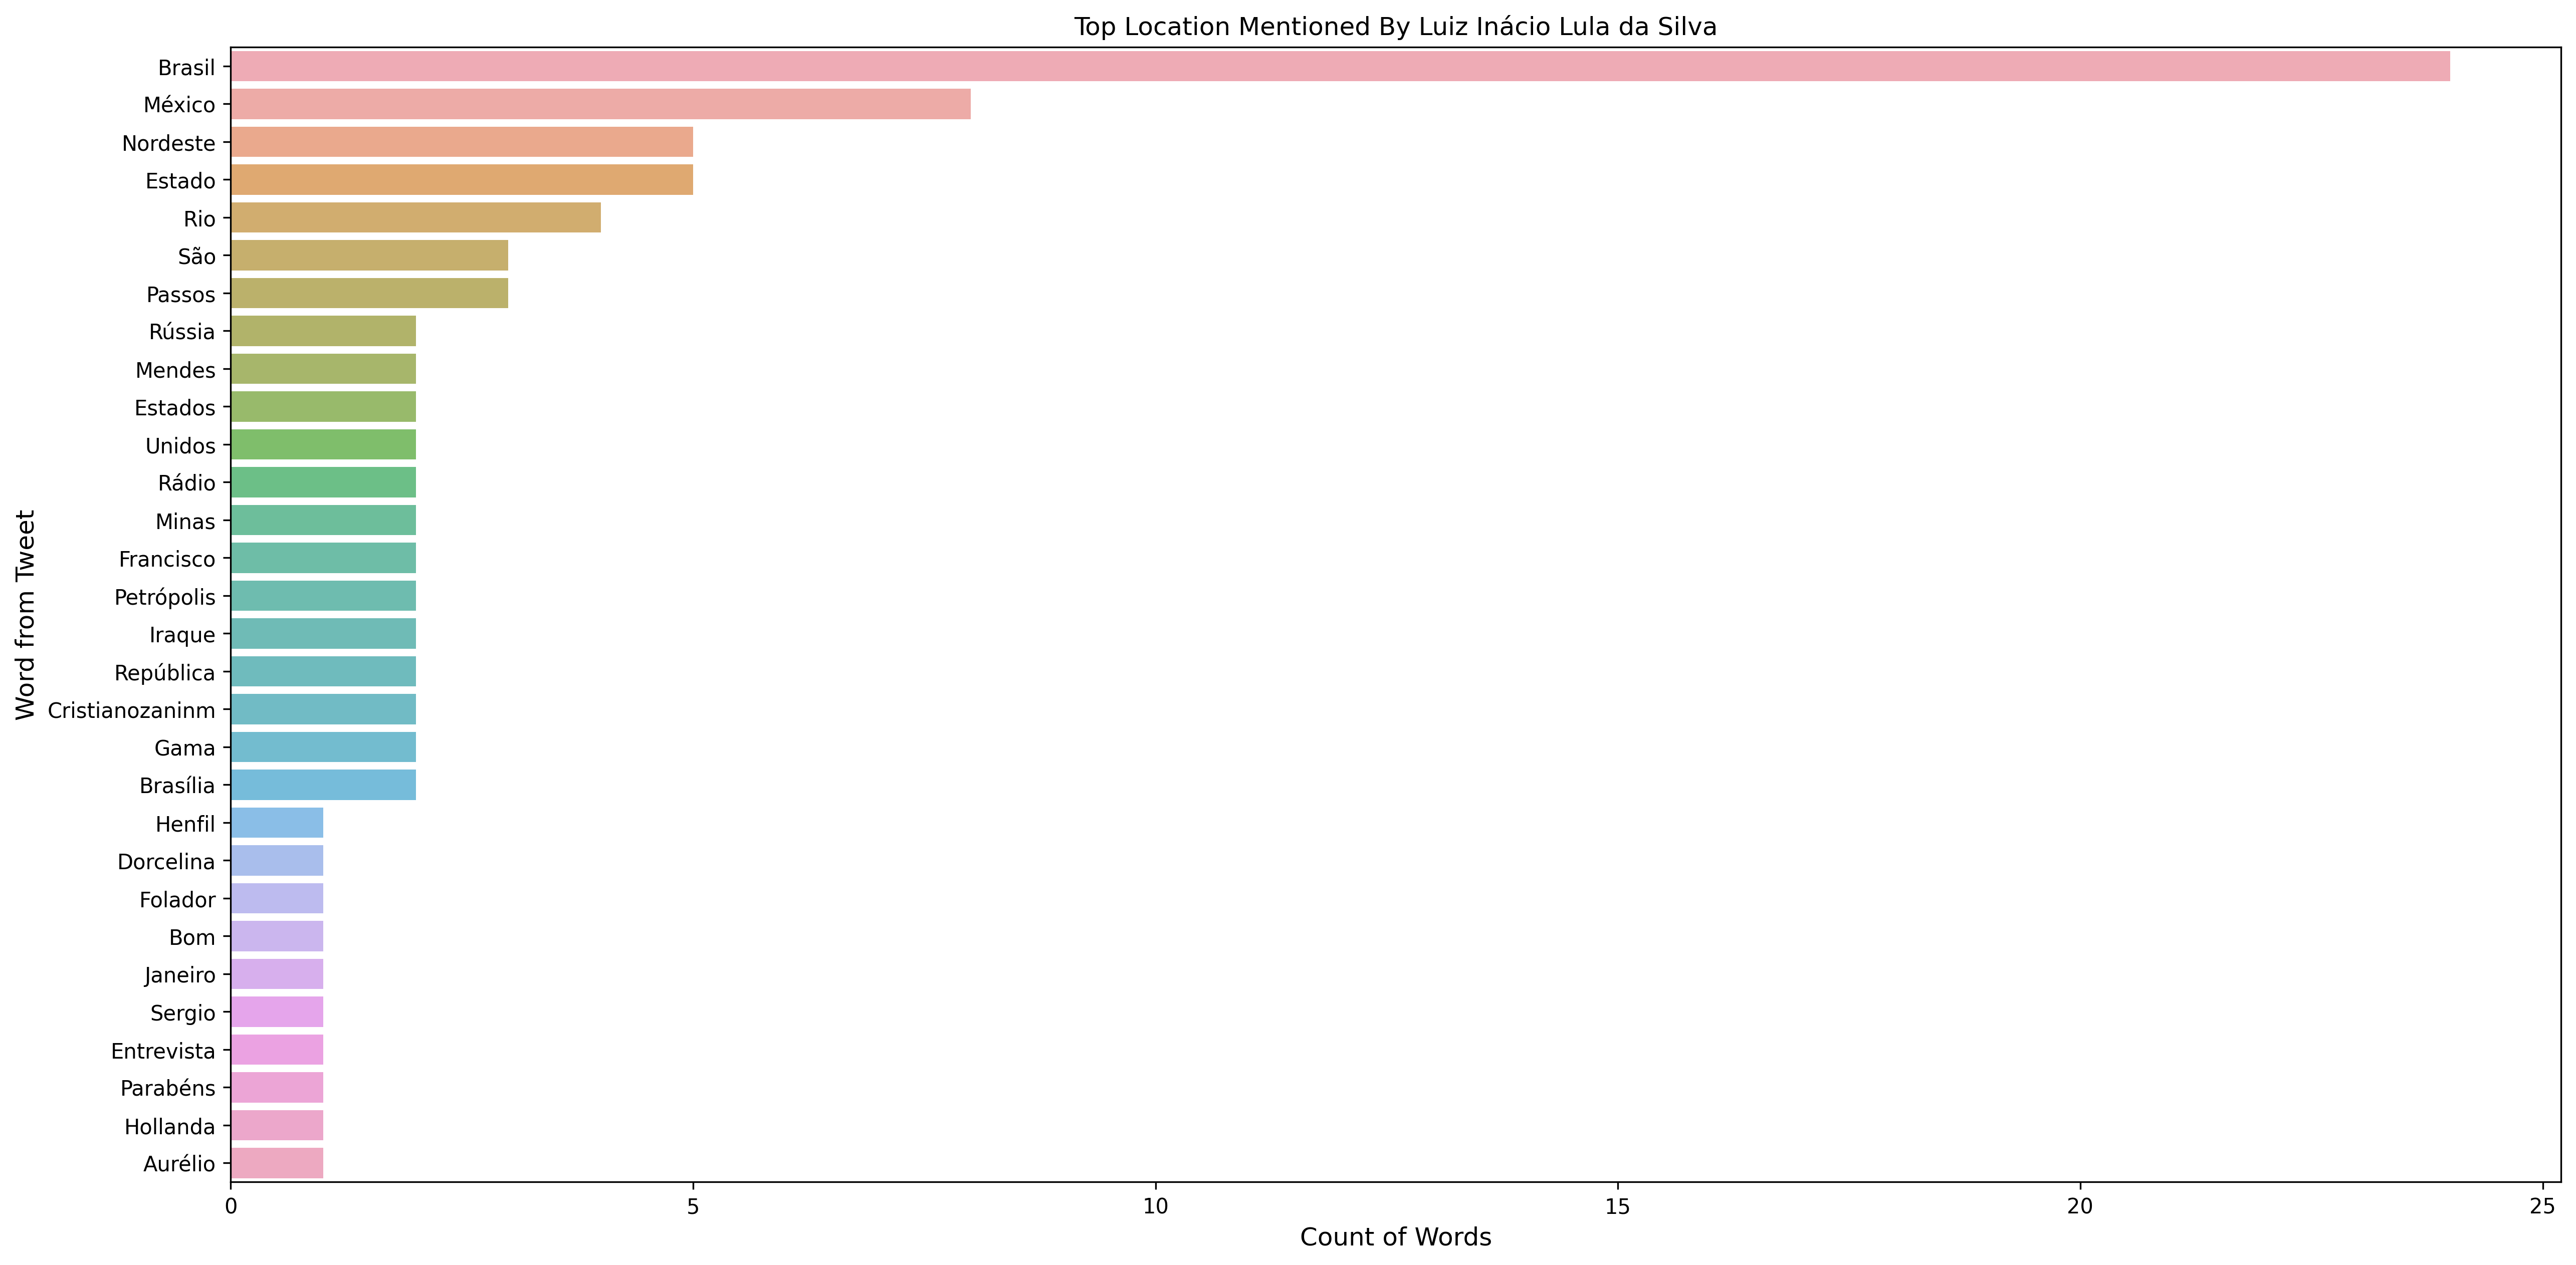 Top Location Mentioned By Luiz Inácio Lula da Silva
Word from Tweet
Brasil
México
Nordeste
Estado
Rio
São
Passos
Rússia
Mendes
Estados
Unidos
Rádio
Minas
Francisco
Petrópolis
Iraque
República
Cristianozaninm
Gama
Brasília
Henfil
Dorcelina
Folador
Bom
Janeiro
Sergio
Entrevista
Parabéns
Hollanda
Aurélio
0 5 10 15 20 25
Count of Words